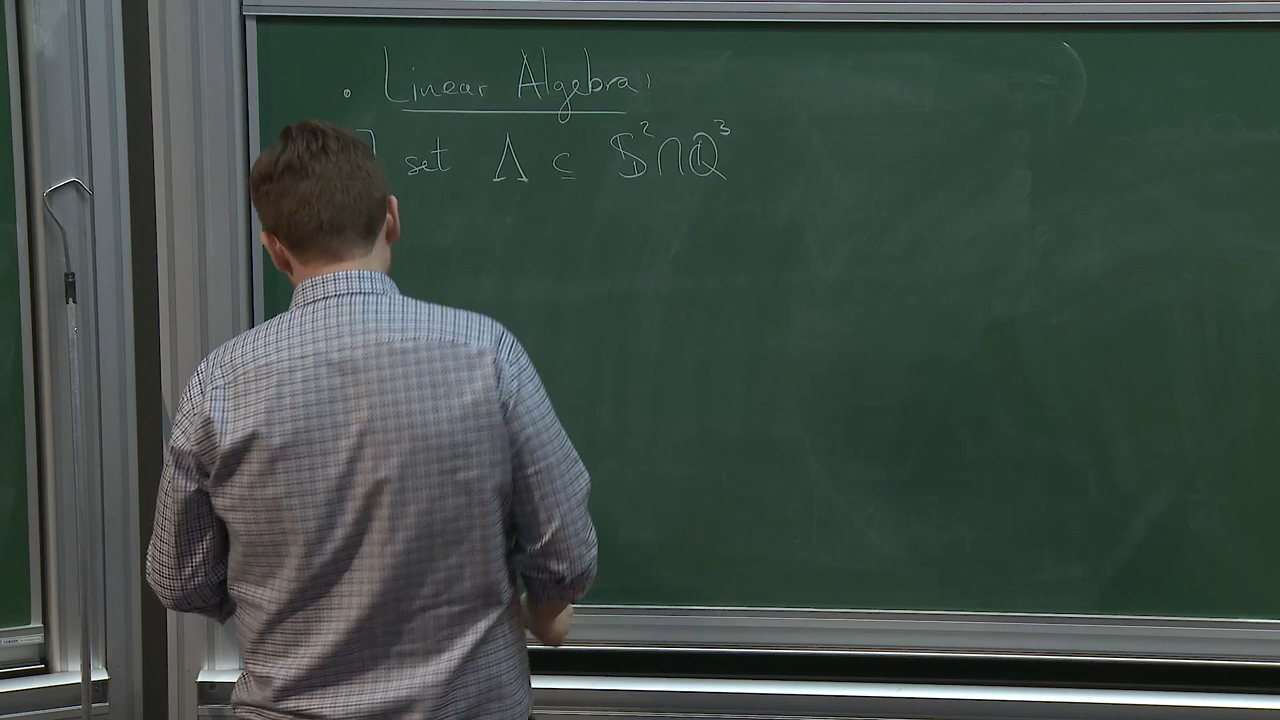 • Linear Algebra:
∃ set Λ ⊆ 𝕊² ∩ ℚ³